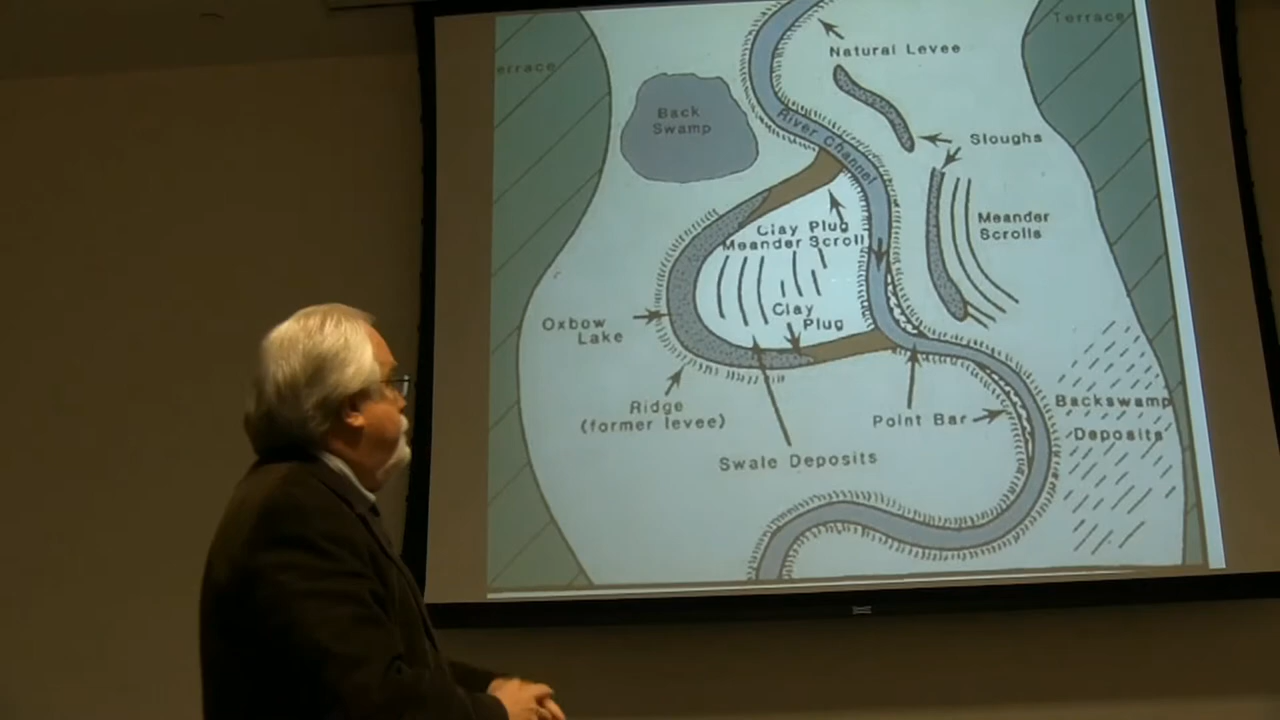 Terrace
Natural Levee
errace
Back
Swamp
River Channel
Sloughs
Clay Plug
Meander Scroll
Meander
Scrolls
Clay
Plug
Oxbow
Lake
Ridge
(former levee)
Point Bar
Backswamp
Deposits
Swale Deposits